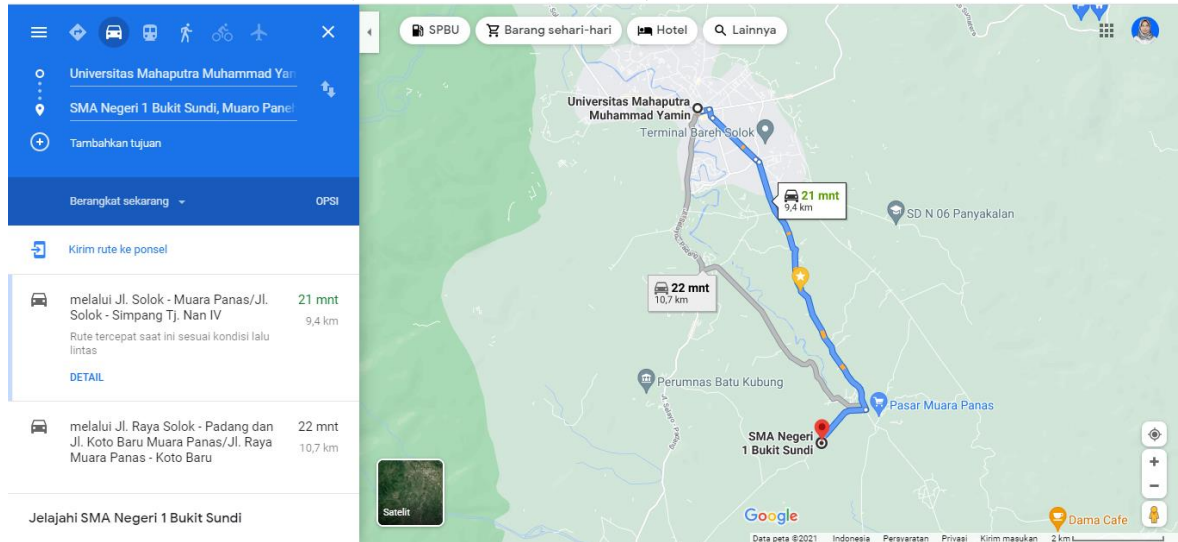 Universitas Mahaputra Muhammad Yan
SMA Negeri 1 Bukit Sundi, Muaro Panel
Tambahkan tujuan
Berangkat sekarang
OPSI
Kirim rute ke ponsel
melalui Jl. Solok - Muara Panas/Jl.
Solok - Simpang Tj. Nan IV
21 mnt
9,4 km
Rute tercepat saat ini sesuai kondisi lalu
lintas
DETAIL
melalui Jl. Raya Solok - Padang dan
Jl. Koto Baru Muara Panas/Jl. Raya
Muara Panas - Koto Baru
22 mnt
10,7 km
Jelajahi SMA Negeri 1 Bukit Sundi
SPBU
Barang sehari-hari
Hotel
Lainnya
Universitas Mahaputra
Muhammad Yamin
Terminal Bareh Solok
21 mnt
9,4 km
SD N 06 Panyakalan
22 mnt
10,7 km
Perumnas Batu Kubung
Pasar Muara Panas
SMA Negeri
1 Bukit Sundi
Satelit
Google
Dama Cafe
Data peta ©2021
Indonesia
Persyaratan
Privasi
Kirim masukan
2 km